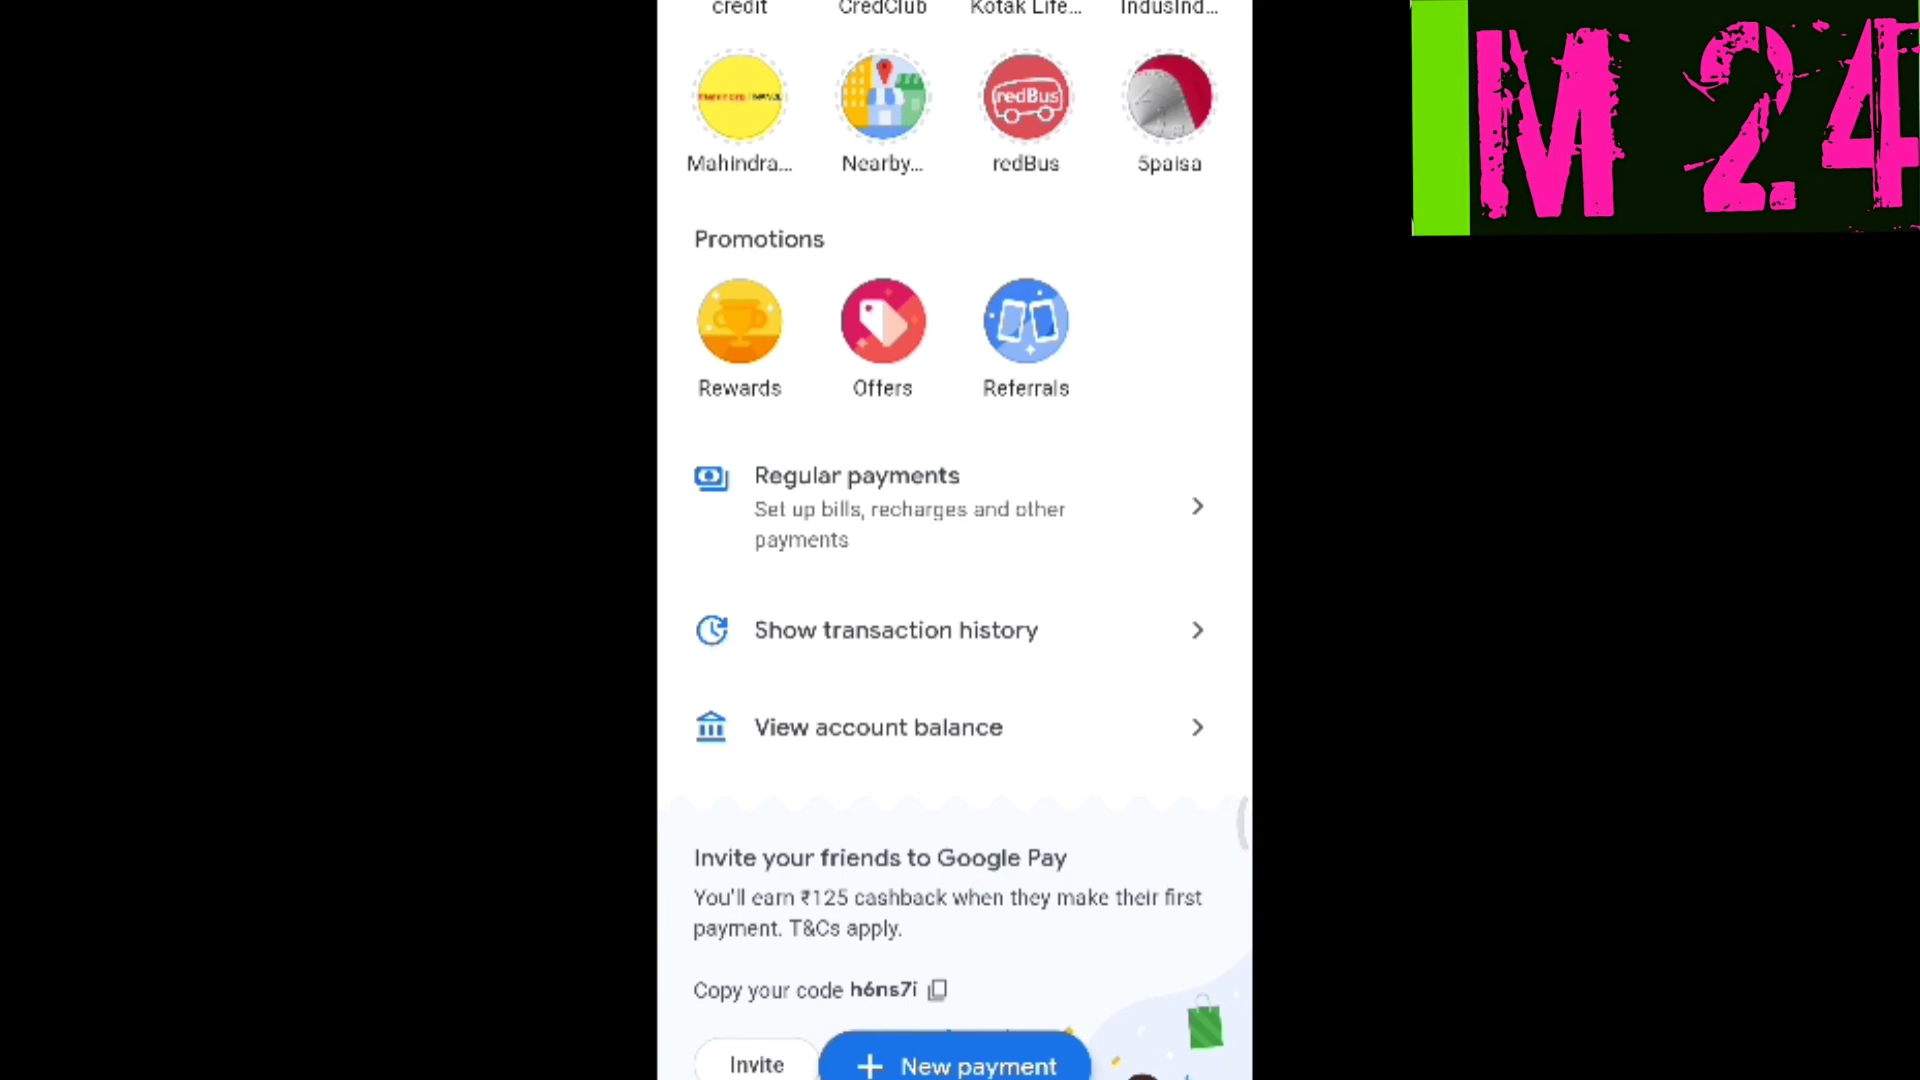 credit CredClub Kotak Life... IndusInd...
redBus
Mahindra... Nearby... redBus 5paisa
Promotions
Rewards Offers Referrals
Regular payments
Set up bills, recharges and other
payments
Show transaction history
View account balance
Invite your friends to Google Pay
You'll earn ₹125 cashback when they make their first
payment. T&Cs apply.
Copy your code h6ns7i
Invite + New payment
M 24